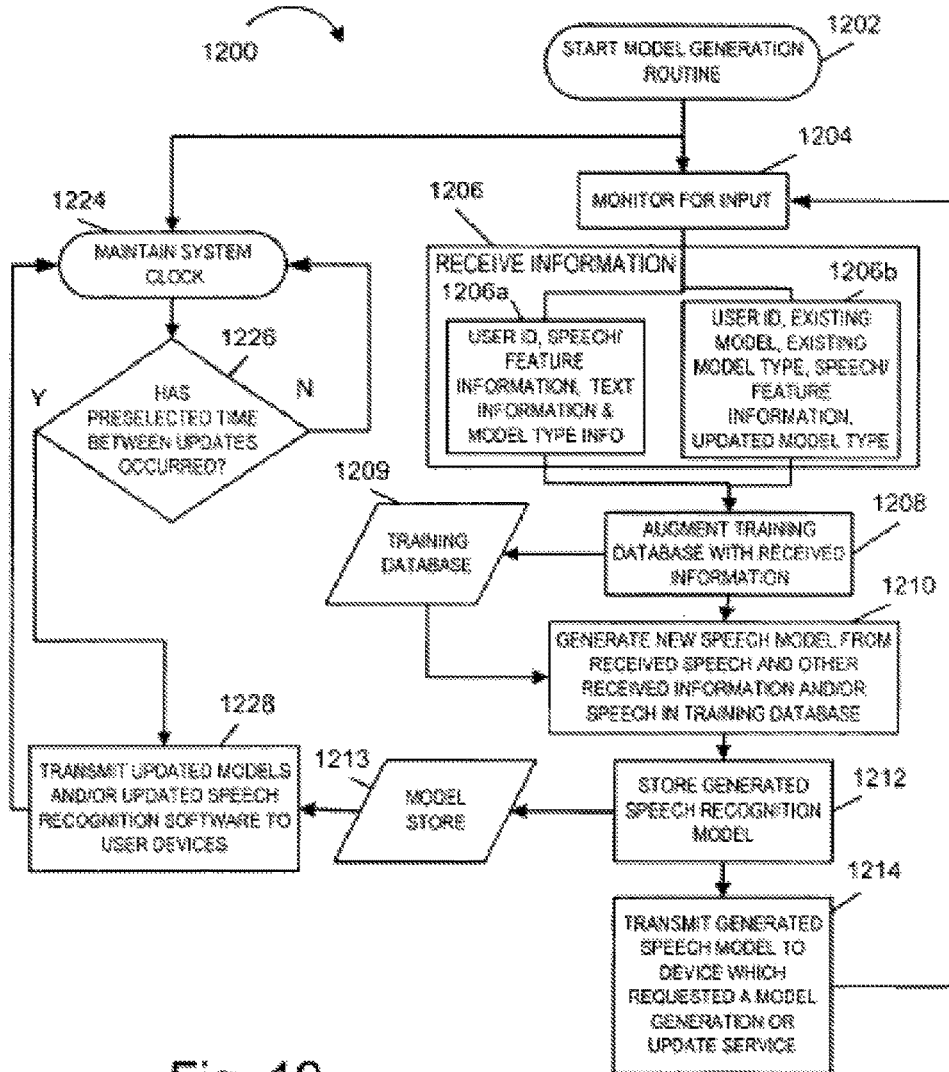 1200
START MODEL GENERATION
ROUTINE
1202
1204
MONITOR FOR INPUT
1206
RECEIVE INFORMATION
1206a
USER ID, SPEECH/
FEATURE
INFORMATION, TEXT
INFORMATION &
MODEL TYPE INFO
1206b
USER ID, EXISTING
MODEL, EXISTING
MODEL TYPE, SPEECH/
FEATURE
INFORMATION,
UPDATED MODEL TYPE
1224
MAINTAIN SYSTEM
CLOCK
1226
Y
HAS
PRESELECTED TIME
BETWEEN UPDATES
OCCURRED?
N
1208
AUGMENT TRAINING
DATABASE WITH RECEIVED
INFORMATION
1209
TRAINING
DATABASE
1210
GENERATE NEW SPEECH MODEL FROM
RECEIVED SPEECH AND OTHER
RECEIVED INFORMATION AND/OR
SPEECH IN TRAINING DATABASE
1228
TRANSMIT UPDATED MODELS
AND/OR UPDATED SPEECH
RECOGNITION SOFTWARE TO
USER DEVICES
1213
MODEL
STORE
1212
STORE GENERATED
SPEECH RECOGNITION
MODEL
1214
TRANSMIT GENERATED
SPEECH MODEL TO
DEVICE WHICH
REQUESTED A MODEL
GENERATION OR
UPDATE SERVICE